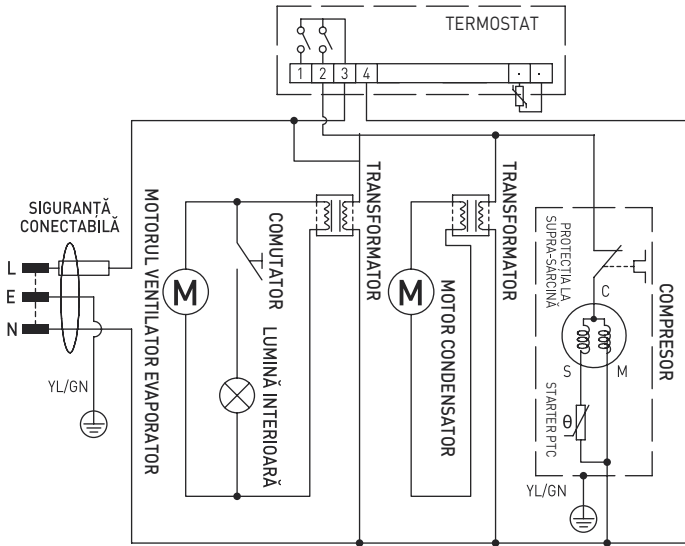 TERMOSTAT
1 2 3 4
SIGURANȚĂ
CONECTABILĂ
L
E
N
YL/GN
MOTORUL VENTILATOR EVAPORATOR
M
COMUTATOR
LUMINĂ INTERIOARĂ
TRANSFORMATOR
M
MOTOR CONDENSATOR
TRANSFORMATOR
PROTECȚIA LA
SUPRA-SĂRCINĂ
C
S
M
θ
STARTER PTC
COMPRESOR
YL/GN